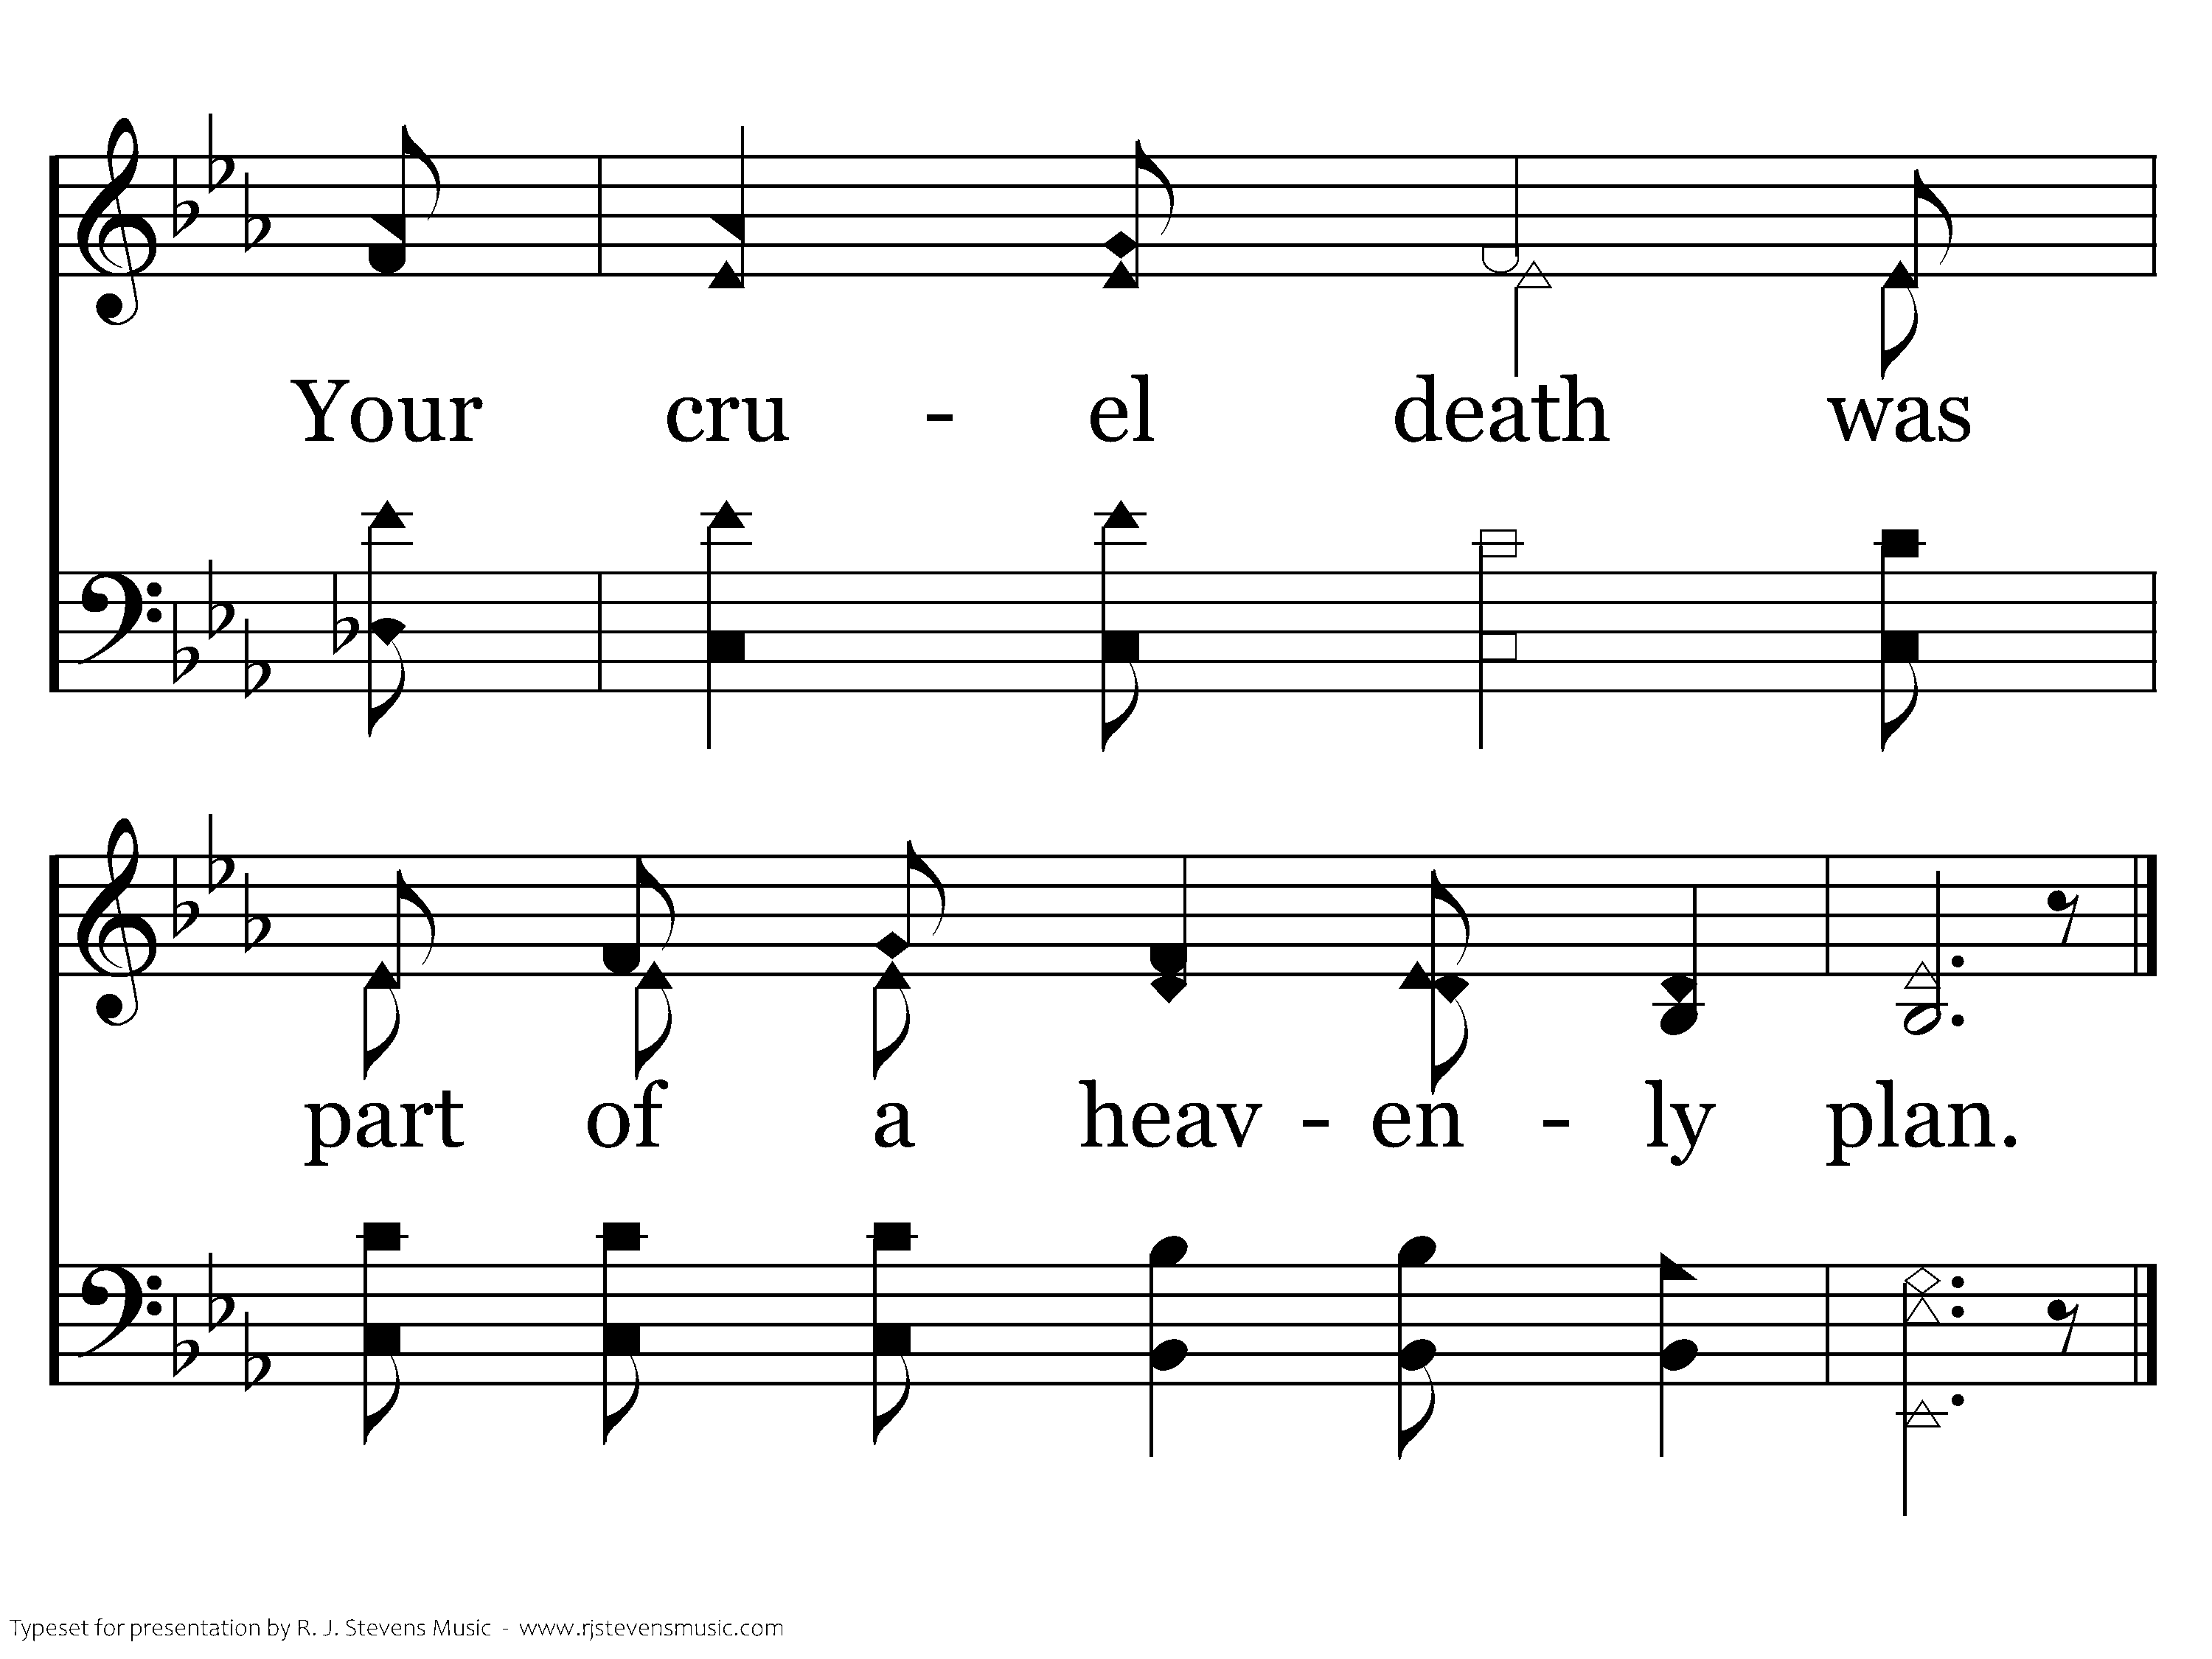 Your cru - el death was
part of a heav - en - ly plan.
Typeset for presentation by R. J. Stevens Music - www.rjstevensmusic.com